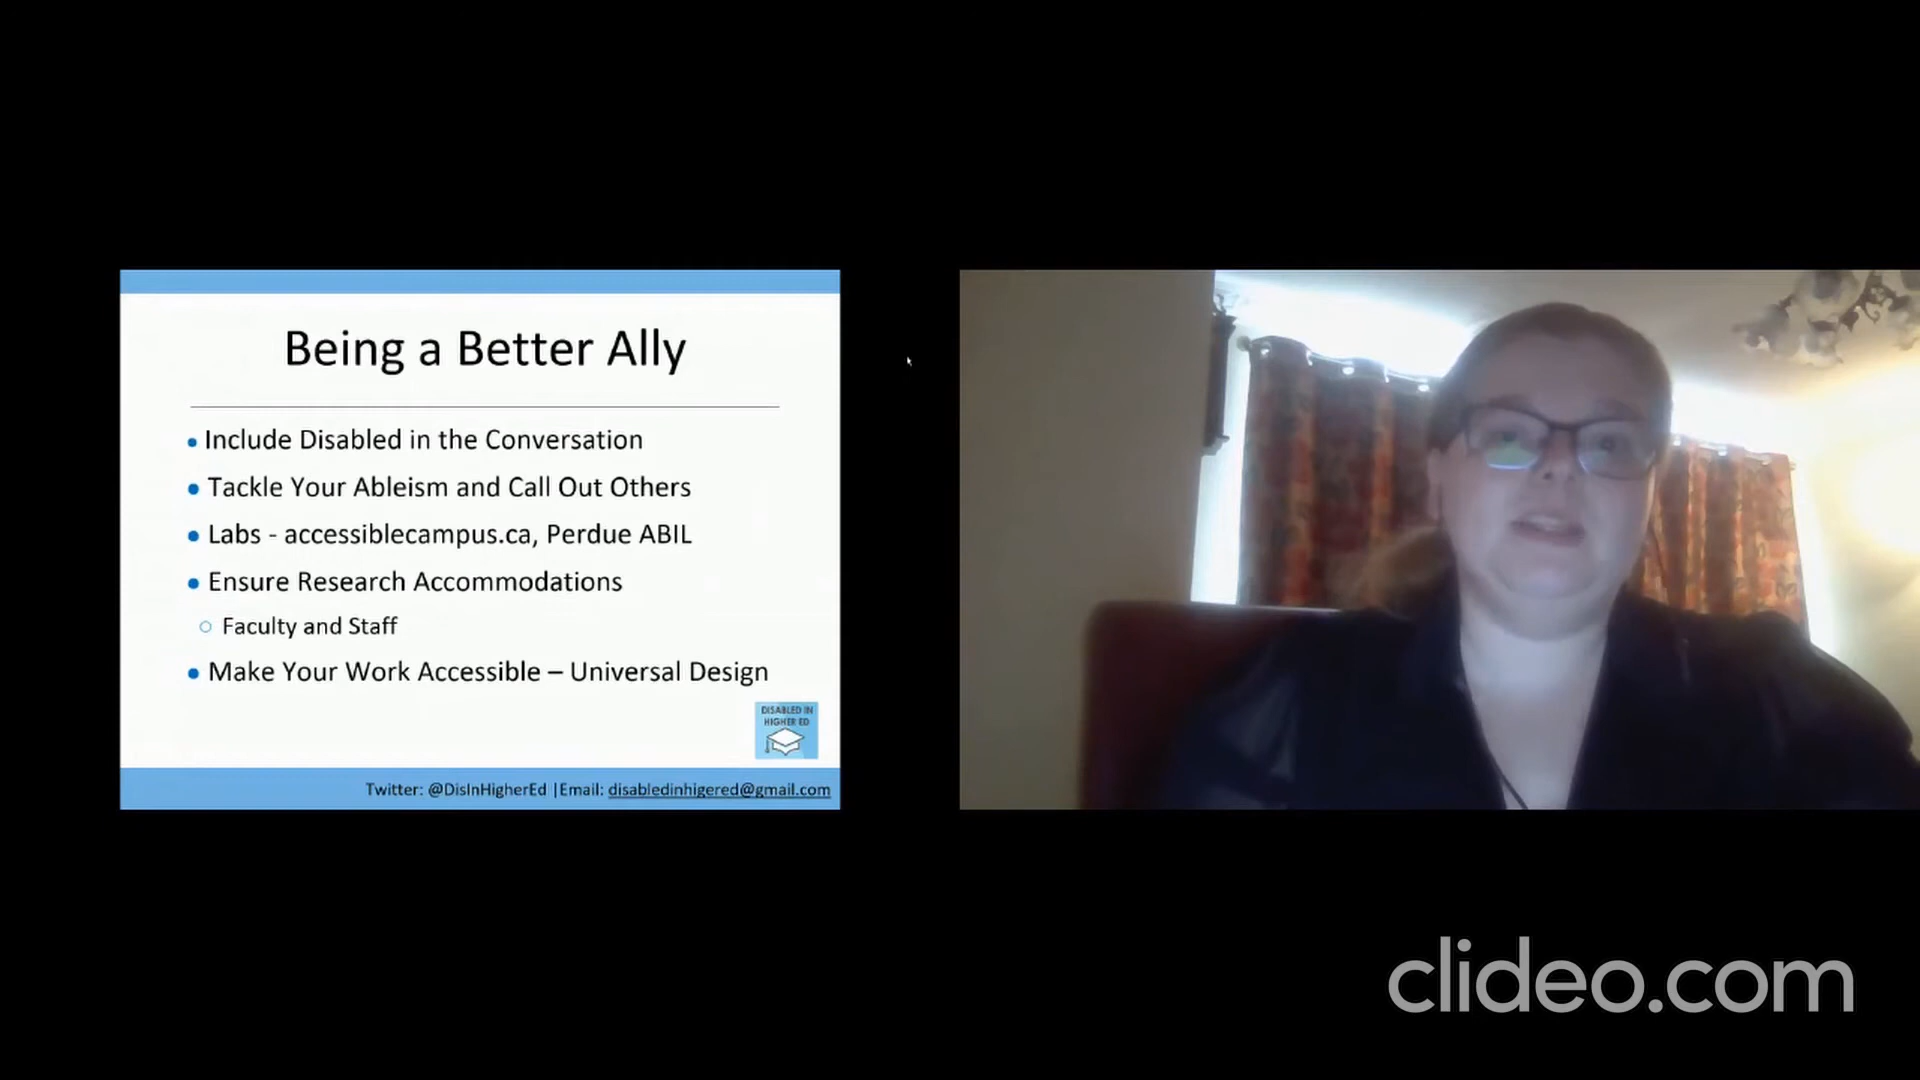 Being a Better Ally
Include Disabled in the Conversation
Tackle Your Ableism and Call Out Others
Labs - accessiblecampus.ca, Perdue ABIL
Ensure Research Accommodations
Faculty and Staff
Make Your Work Accessible – Universal Design
DISABLED IN
HIGHER ED
Twitter: @DisInHigherEd |Email: disabledinhigered@gmail.com
clideo.com